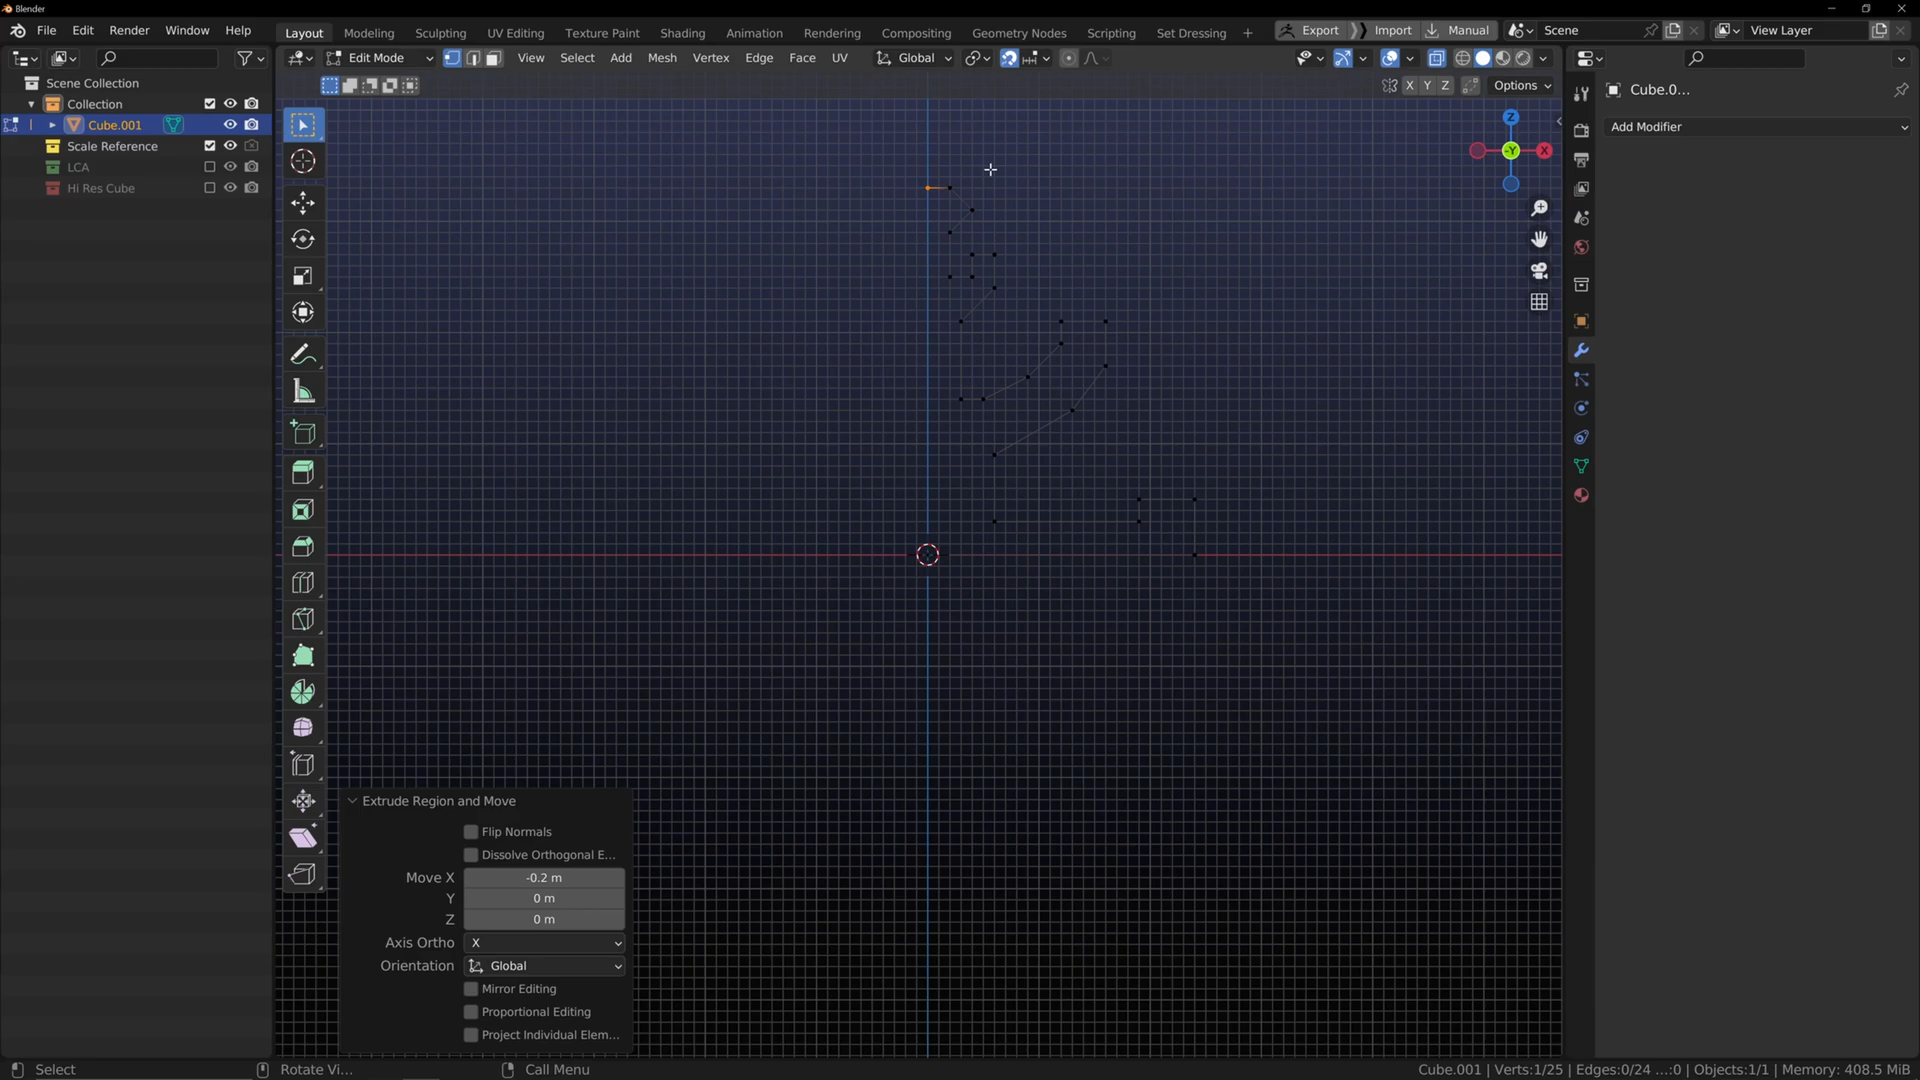 Blender
File Edit Render Window Help
Layout Modeling Sculpting UV Editing Texture Paint Shading Animation Rendering Compositing Geometry Nodes Scripting Set Dressing +
Export Import Manual Scene View Layer
Edit Mode View Select Add Mesh Vertex Edge Face UV Global
X Y Z Options
Scene Collection
Collection
Cube.001
Scale Reference
LCA
Hi Res Cube
Z
-Y
X
Cube.0...
Add Modifier
Extrude Region and Move
Flip Normals
Dissolve Orthogonal E...
Move X -0.2 m
Y 0 m
Z 0 m
Axis Ortho X
Orientation Global
Mirror Editing
Proportional Editing
Project Individual Elem...
Select Rotate Vi... Call Menu Cube.001 | Verts:1/25 | Edges:0/24 ...:0 | Objects:1/1 | Memory: 408.5 MiB